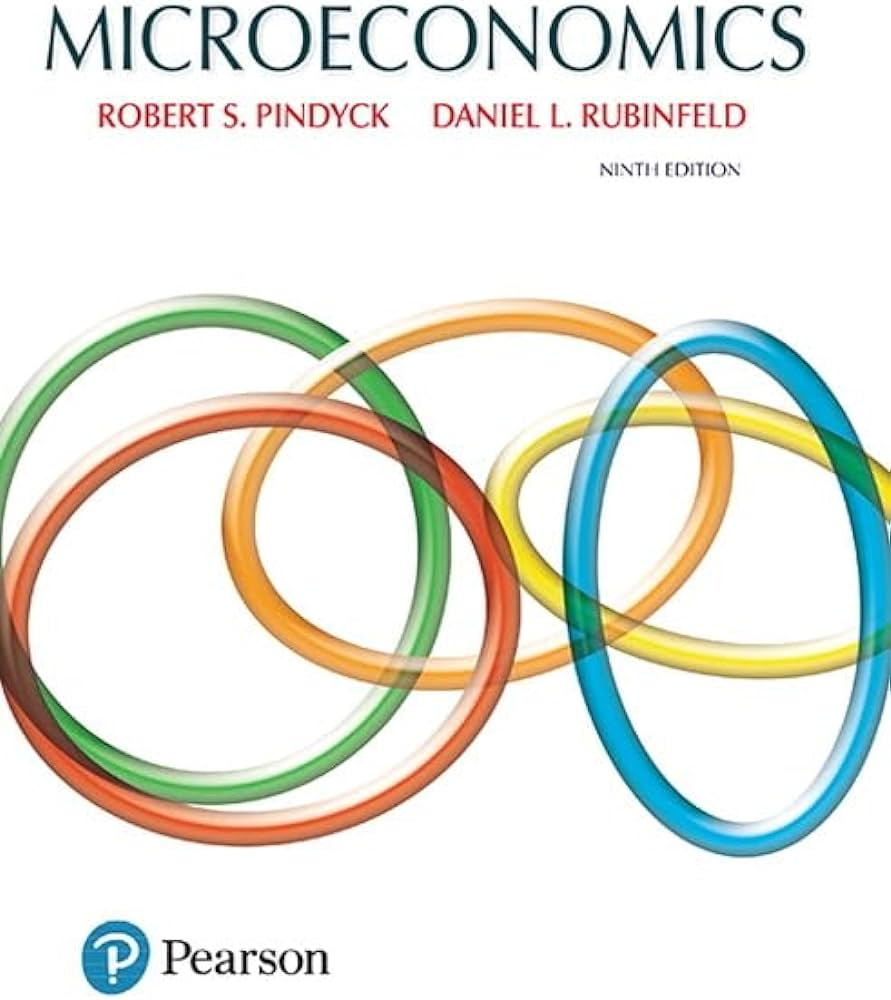 MICROECONOMICS
ROBERT S. PINDYCK DANIEL L. RUBINFELD
NINTH EDITION
P Pearson